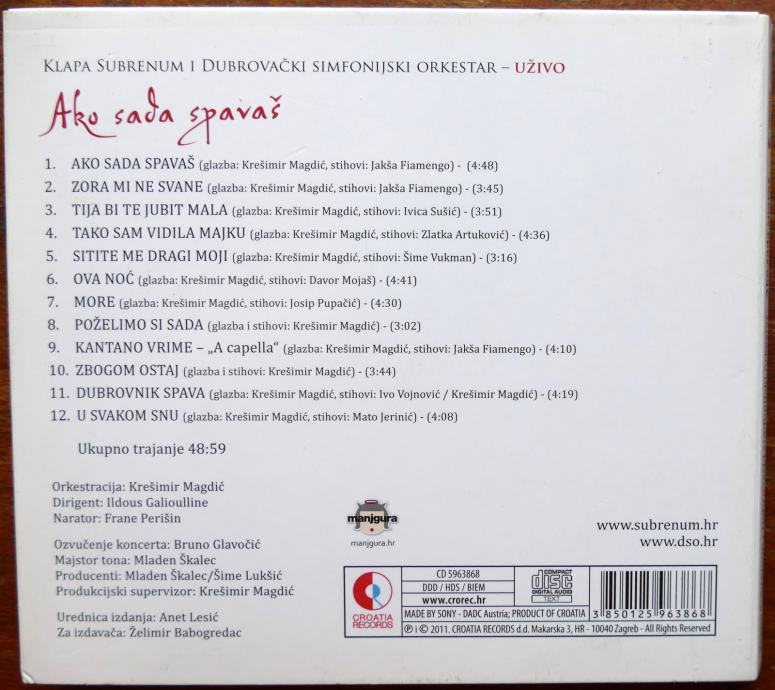 KLAPA SUBRENUM I DUBROVAČKI SIMFONIJSKI ORKESTAR – UŽIVO
Ako sada spavaš
1. AKO SADA SPAVAŠ (glazba: Krešimir Magdić, stihovi: Jakša Fiamengo) - (4:48)
2. ZORA MI NE SVANE (glazba: Krešimir Magdić, stihovi: Jakša Fiamengo) - (3:45)
3. TIJA BI TE JUBIT MALA (glazba: Krešimir Magdić, stihovi: Ivica Sušić) - (3:51)
4. TAKO SAM VIDILA MAJKU (glazba: Krešimir Magdić, stihovi: Zlatka Artuković) - (4:36)
5. SITITE ME DRAGI MOJI (glazba: Krešimir Magdić, stihovi: Šime Vukman) - (3:16)
6. OVA NOĆ (glazba: Krešimir Magdić, stihovi: Davor Mojaš) - (4:41)
7. MORE (glazba: Krešimir Magdić, stihovi: Josip Pupačić) - (4:30)
8. POŽELIMO SI SADA (glazba i stihovi: Krešimir Magdić) - (3:02)
9. KANTANO VRIME – „A capella“ (glazba: Krešimir Magdić, stihovi: Jakša Fiamengo) - (4:10)
10. ZBOGOM OSTAJ (glazba i stihovi: Krešimir Magdić) - (3:44)
11. DUBROVNIK SPAVA (glazba: Krešimir Magdić, stihovi: Ivo Vojnović / Krešimir Magdić) - (4:19)
12. U SVAKOM SNU (glazba: Krešimir Magdić, stihovi: Mato Jerinić) - (4:08)
Ukupno trajanje 48:59
Orkestracija: Krešimir Magdić
Dirigent: Ildous Galioulline
Narator: Frane Perišin
Ozvučenje koncerta: Bruno Glavočić
Majstor tona: Mladen Škalec
Producenti: Mladen Škalec/Šime Lukšić
Produkcijski supervizor: Krešimir Magdić
Urednica izdanja: Anet Lesić
Za izdavača: Želimir Babogredac
manjgura
manjgura.hr
www.subrenum.hr
www.dso.hr
CROATIA
RECORDS
CD 5963868
DDD / HDS / BIEM
www.crorec.hr
COMPACT
disc
DIGITAL AUDIO
TEXT
MADE BY SONY - DADC Austria; PRODUCT OF CROATIA
3 850125 963868
℗ i © 2011. CROATIA RECORDS d.d. Makarska 3, HR - 10040 Zagreb - All Rights Reserved